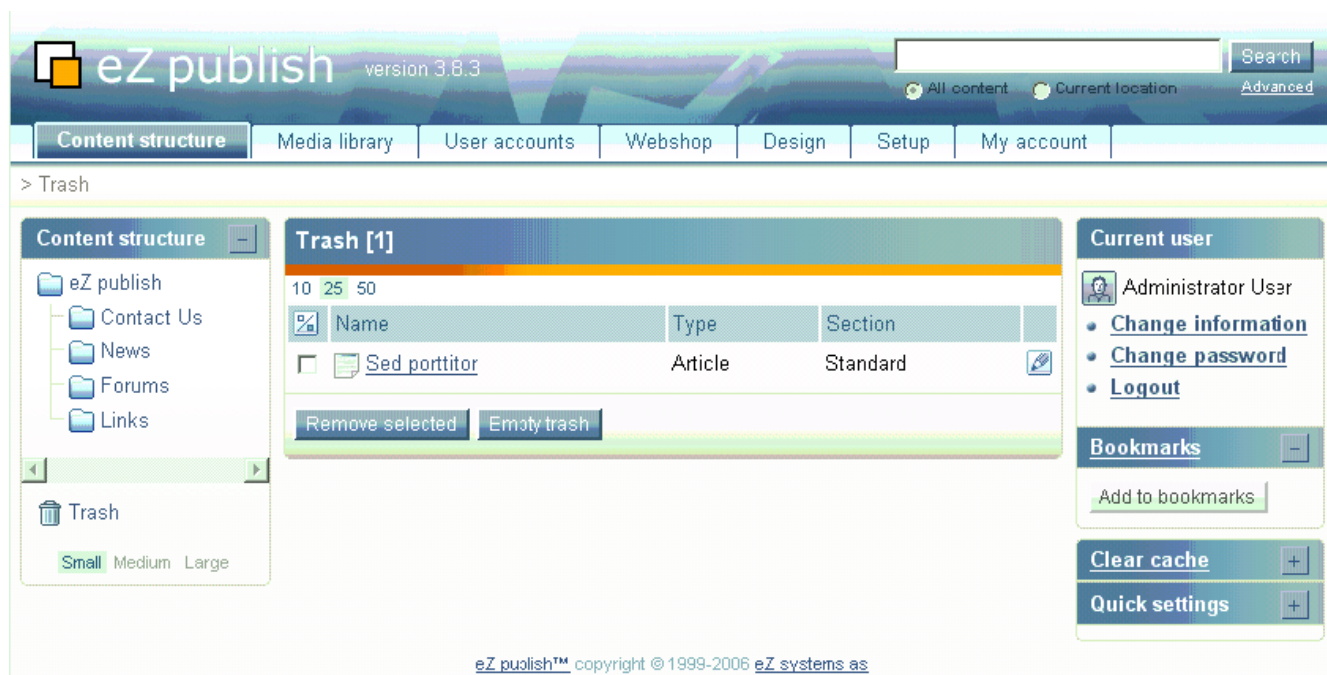 eZ publish version 3.8.3
Search
All content Current location Advanced
Content structure Media library User accounts Webshop Design Setup My account
> Trash
Content structure
eZ publish
Contact Us
News
Forums
Links
Trash
Small Medium Large
Trash [1]
10 25 50
Name Type Section
Sed porttitor Article Standard
Remove selected Empty trash
Current user
Administrator User
Change information
Change password
Logout
Bookmarks
Add to bookmarks
Clear cache
Quick settings
eZ publish™ copyright © 1999-2006 eZ systems as